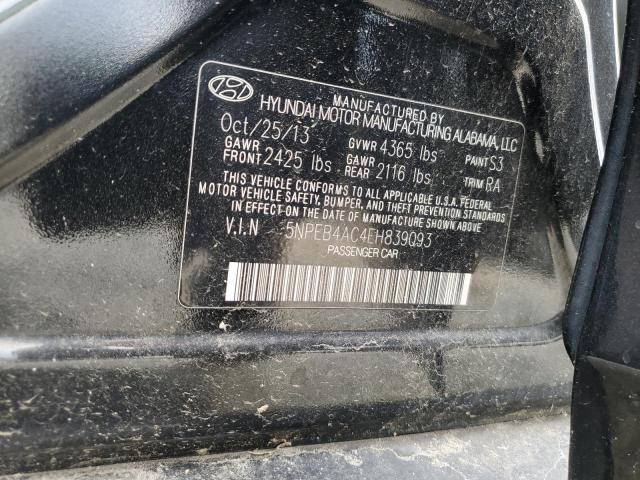 MANUFACTURED BY
HYUNDAI MOTOR MANUFACTURING ALABAMA, LLC
Oct/25/13 GVWR 4365 lbs PAINT S3
GAWR FRONT 2425 lbs GAWR REAR 2116 lbs TRIM RA
THIS VEHICLE CONFORMS TO ALL APPLICABLE U.S.A. FEDERAL
MOTOR VEHICLE SAFETY, BUMPER, AND THEFT PREVENTION STANDARDS
IN EFFECT ON THE DATE OF MANUFACTURE SHOWN ABOVE
V.I.N 5NPEB4AC4EH839093
PASSENGER CAR